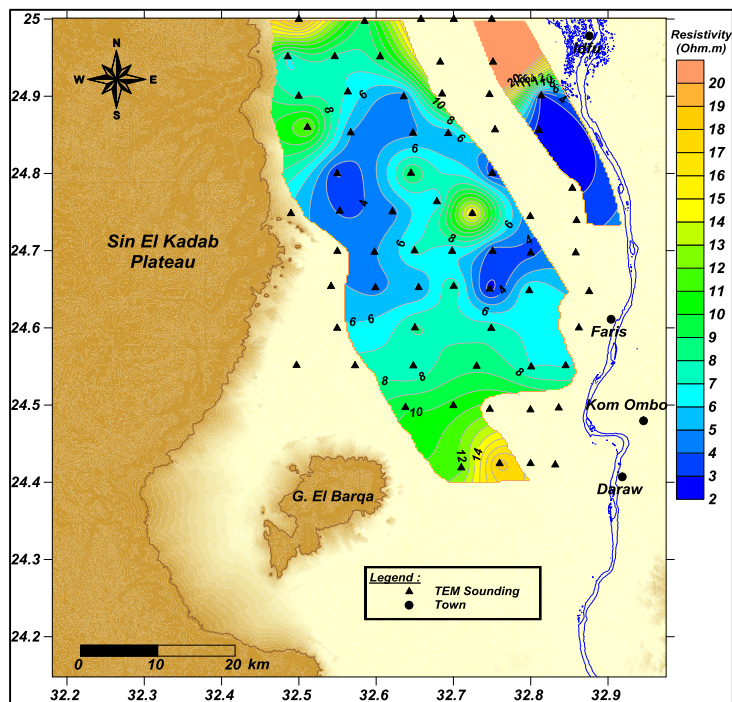 25
24.9
24.8
24.7
24.6
24.5
24.4
24.3
24.2
32.2 32.3 32.4 32.5 32.6 32.7 32.8 32.9
N
W E
S
Idfu
Sin El Kadab
Plateau
Faris
Kom Ombo
Daraw
G. El Barqa
6
8
10
8
6
6
4
6
8
6
4
4
6
6
6
8
8
8
10
12
14
4
Legend :
TEM Sounding
Town
0 10 20 km
Resistivity
(Ohm.m)
20
19
18
17
16
15
14
13
12
11
10
9
8
7
6
5
4
3
2